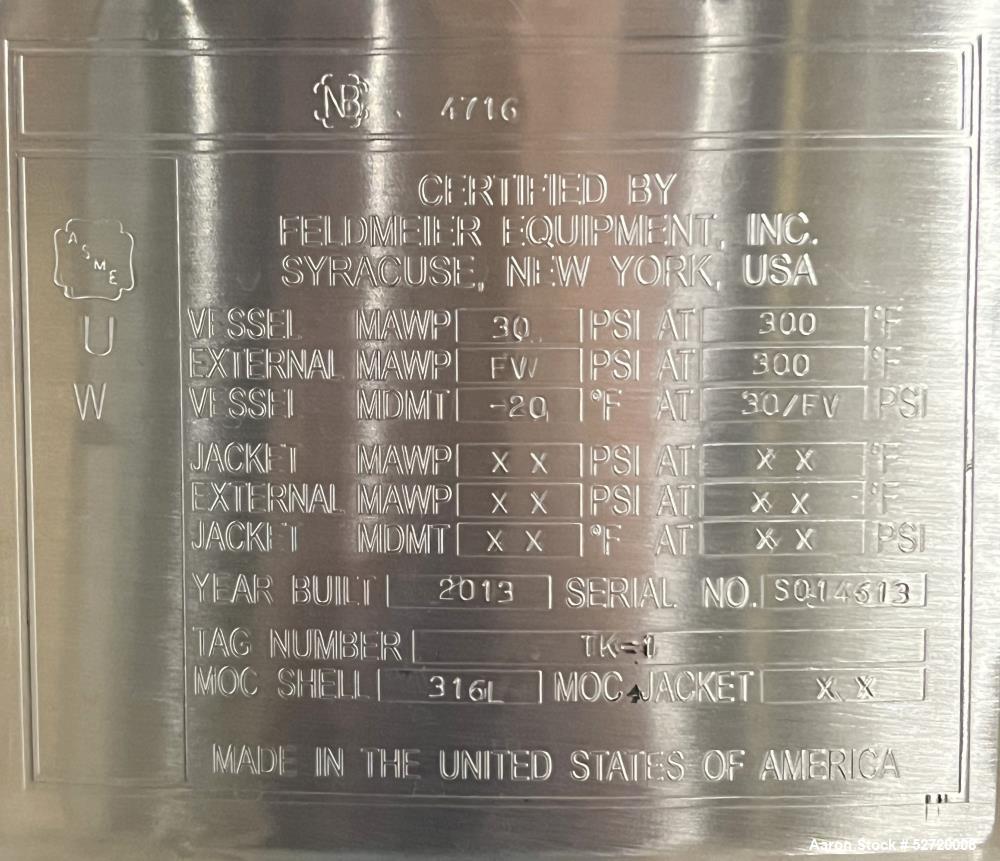 NB 4716
CERTIFIED BY
FELDMEIER EQUIPMENT, INC.
SYRACUSE, NEW YORK, USA
ASME
U
W
VESSEL MAWP 30 PSI AT 300 °F
EXTERNAL MAWP FV PSI AT 300 °F
VESSEL MDMT -20 °F AT 30/FV PSI
JACKET MAWP X X PSI AT X X °F
EXTERNAL MAWP X X PSI AT X X °F
JACKET MDMT X X °F AT X X PSI
YEAR BUILT 2013 SERIAL NO. S014613
TAG NUMBER TK-1
MOC SHELL 316L MOC JACKET X X
MADE IN THE UNITED STATES OF AMERICA
Aaron Stock # 52720008